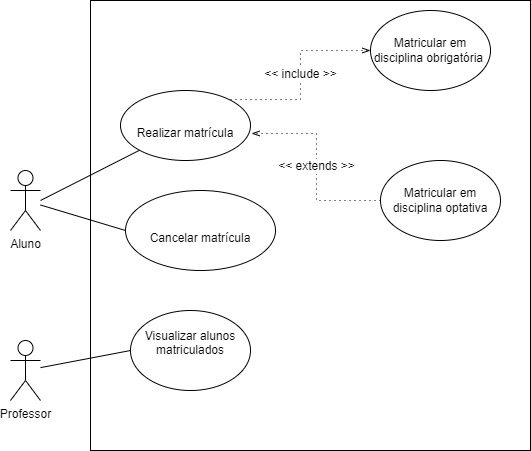 Matricular em
disciplina obrigatória
<< include >>
Realizar matrícula
<< extends >>
Matricular em
disciplina optativa
Aluno
Cancelar matrícula
Visualizar alunos
matriculados
Professor